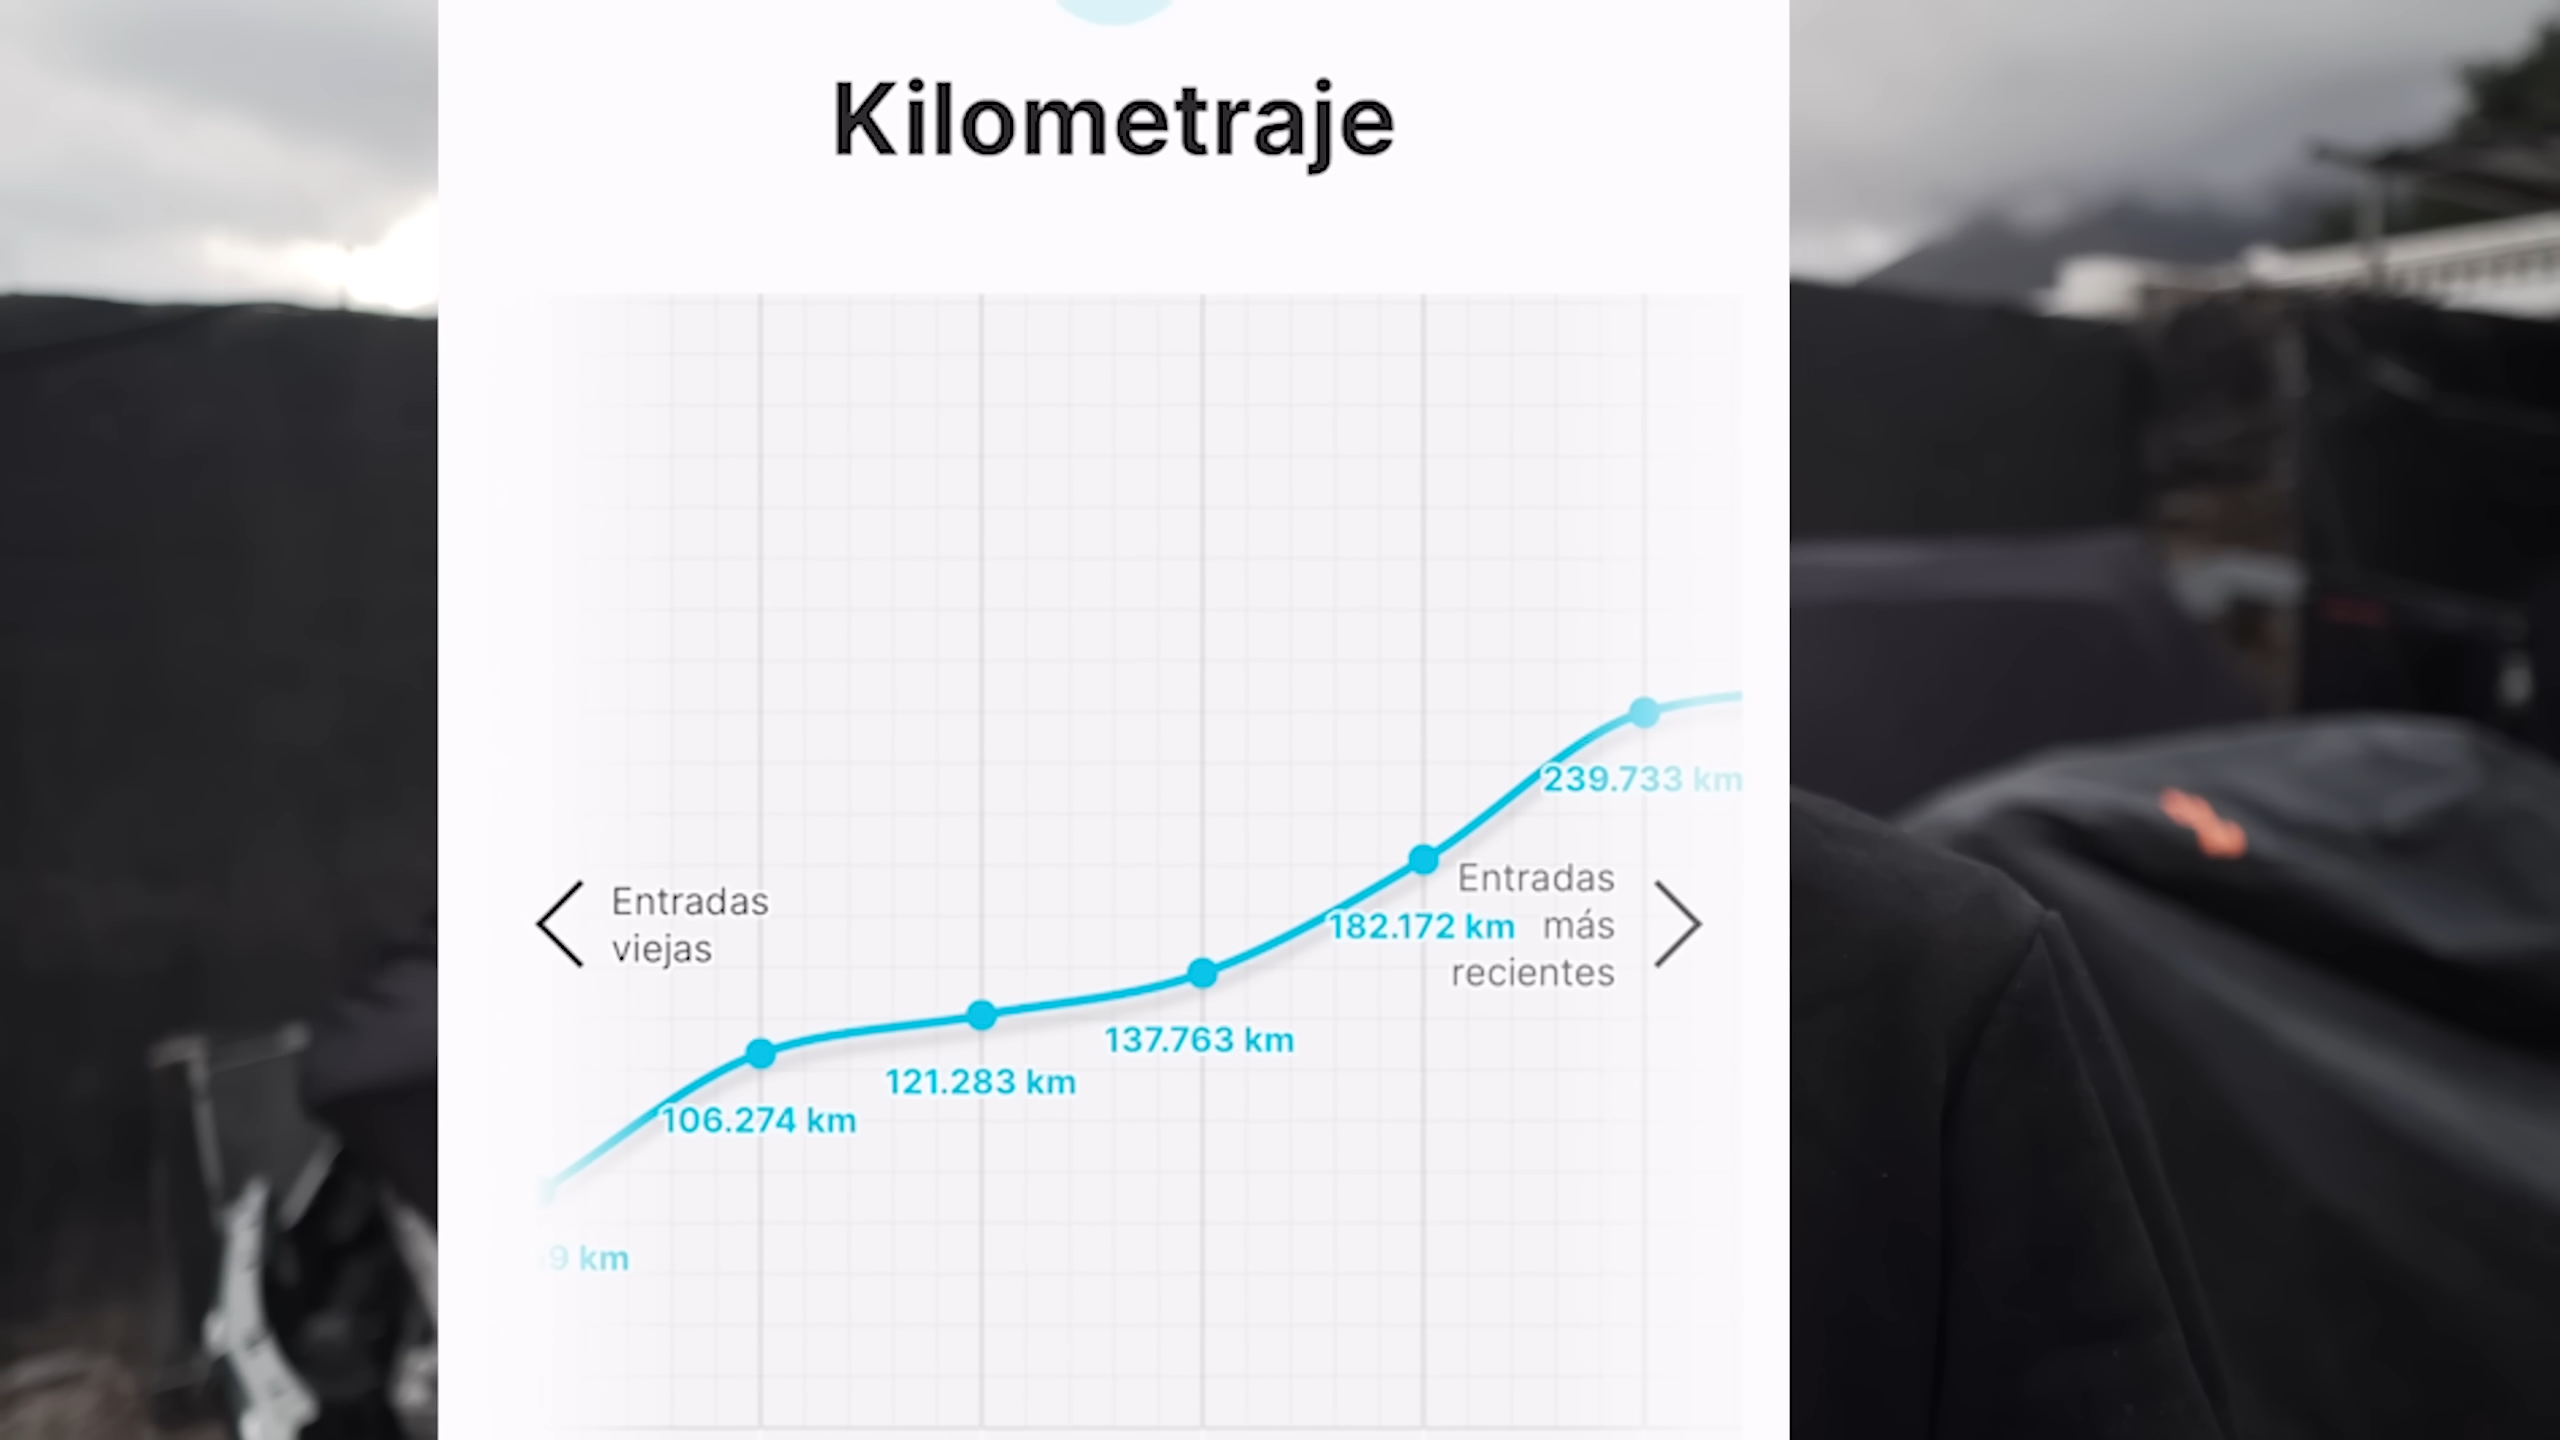 Kilometraje
239.733 km
Entradas
más
recientes
182.172 km
Entradas
viejas
137.763 km
121.283 km
106.274 km
9 km